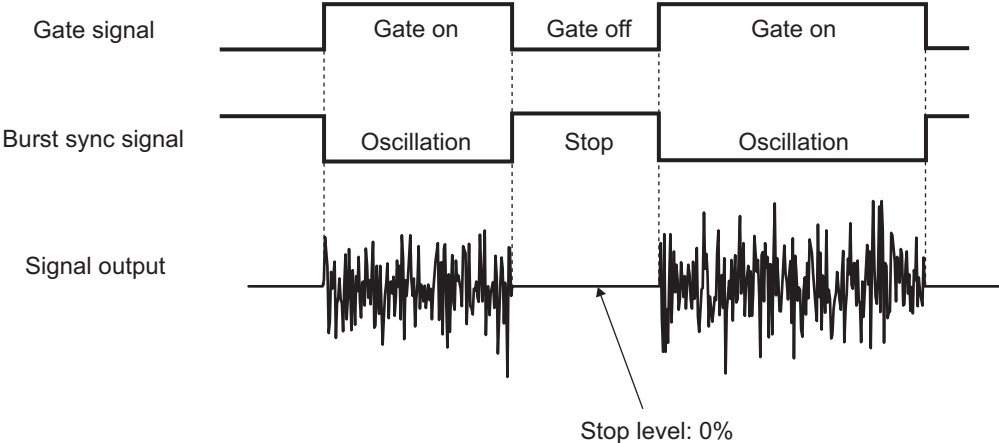 Gate signal
Gate on
Gate off
Gate on
Burst sync signal
Oscillation
Stop
Oscillation
Signal output
Stop level: 0%